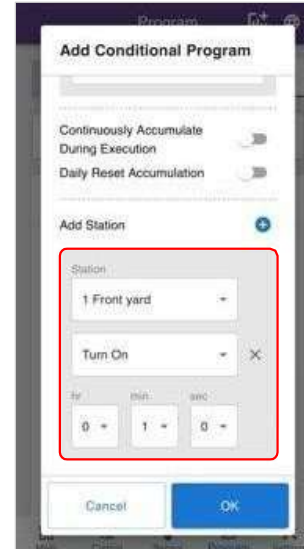 Program
Add Conditional Program
Continuously Accumulate
During Execution
Daily Reset Accumulation
Add Station
Station
1 Front yard
Turn On
hr min sec
0 1 0
Cancel OK